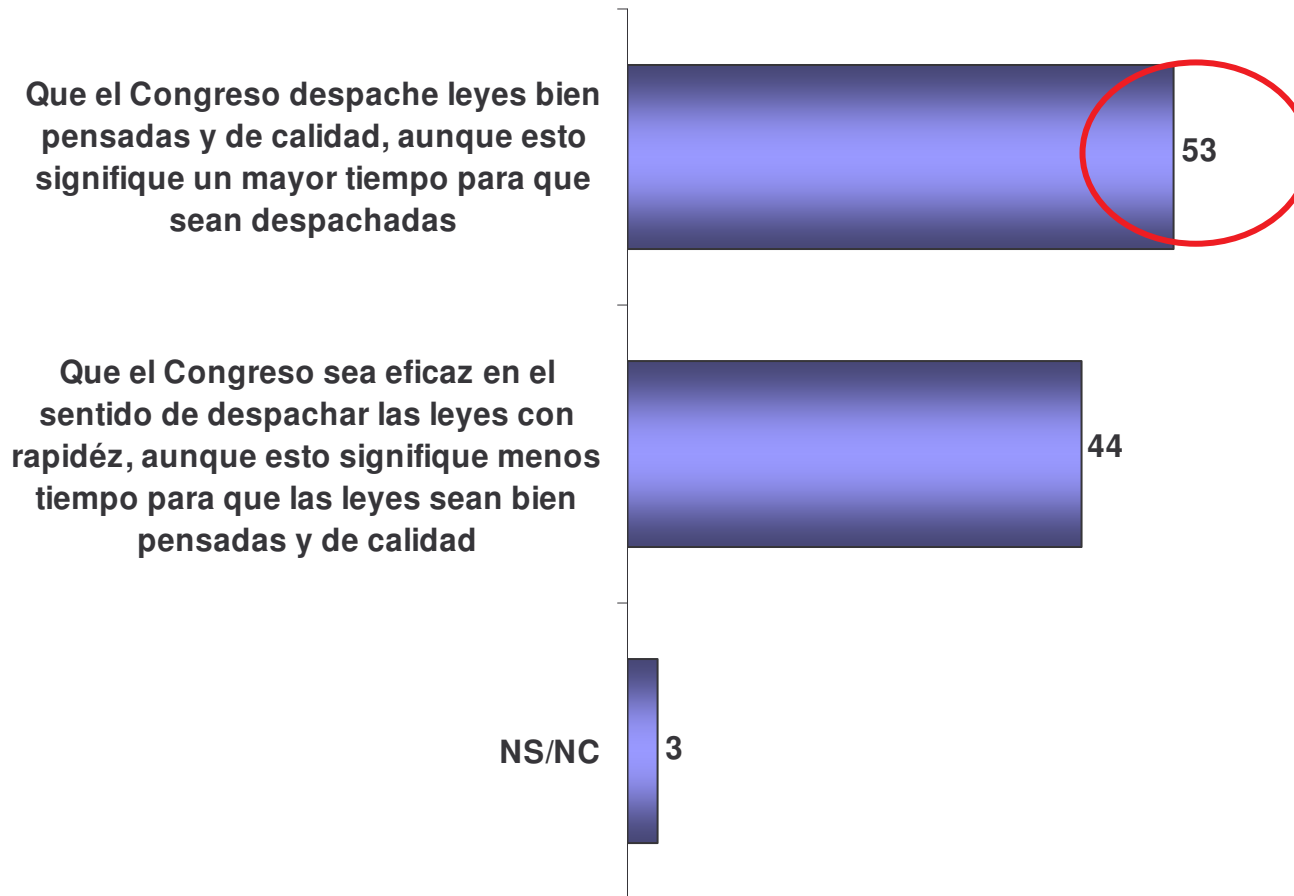 Que el Congreso despache leyes bien
pensadas y de calidad, aunque esto
signifique un mayor tiempo para que
sean despachadas
53
Que el Congreso sea eficaz en el
sentido de despachar las leyes con
rapidéz, aunque esto signifique menos
tiempo para que las leyes sean bien
pensadas y de calidad
44
NS/NC
3